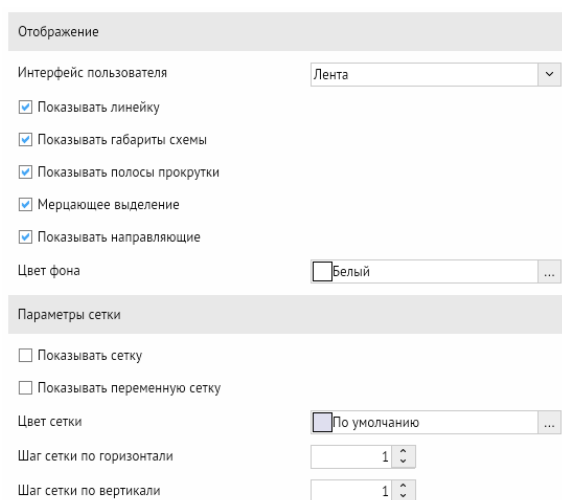 Отображение
Интерфейс пользователя Лента
Показывать линейку
Показывать габариты схемы
Показывать полосы прокрутки
Мерцающее выделение
Показывать направляющие
Цвет фона Белый ...
Параметры сетки
Показывать сетку
Показывать переменную сетку
Цвет сетки По умолчанию ...
Шаг сетки по горизонтали 1
Шаг сетки по вертикали 1